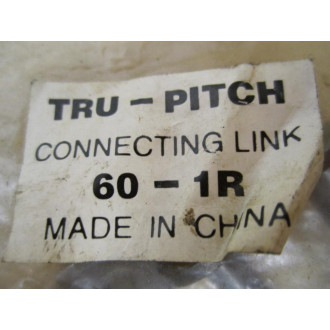 TRU - PITCH
CONNECTING LINK
60 - 1R
MADE IN CHINA